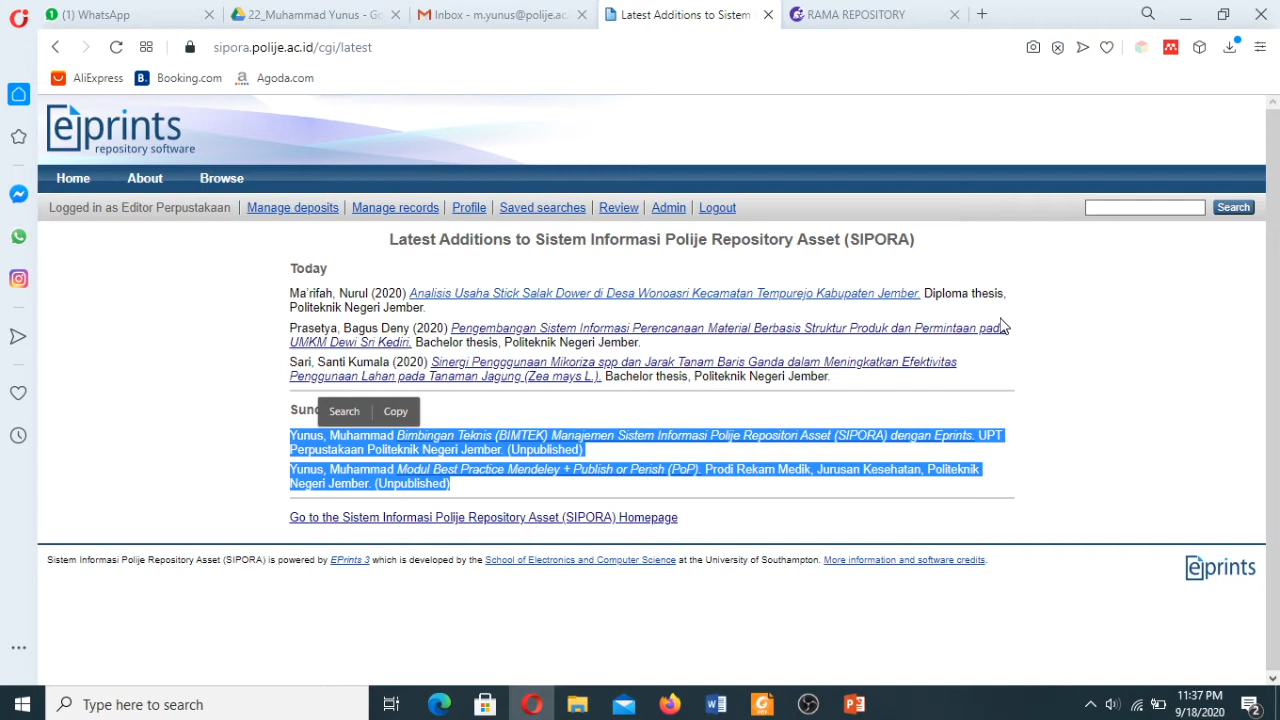 (1) WhatsApp
22_Muhammad Yunus - Go
Inbox - m.yunus@polije.ac.
Latest Additions to Sistem
RAMA REPOSITORY
sipora.polije.ac.id/cgi/latest
AliExpress
B. Booking.com
a Agoda.com
eprints
repository software
Home About Browse
Logged in as Editor Perpustakaan | Manage deposits | Manage records | Profile | Saved searches | Review | Admin | Logout
Search
Latest Additions to Sistem Informasi Polije Repository Asset (SIPORA)
Today
Ma'rifah, Nurul (2020) Analisis Usaha Stick Salak Dower di Desa Wonoasri Kecamatan Tempurejo Kabupaten Jember. Diploma thesis,
Politeknik Negeri Jember.
Prasetya, Bagus Deny (2020) Pengembangan Sistem Informasi Perencanaan Material Berbasis Struktur Produk dan Permintaan pada
UMKM Dewi Sri Kediri. Bachelor thesis, Politeknik Negeri Jember.
Sari, Santi Kumala (2020) Sinergi Pengggunaan Mikoriza spp dan Jarak Tanam Baris Ganda dalam Meningkatkan Efektivitas
Penggunaan Lahan pada Tanaman Jagung (Zea mays L.). Bachelor thesis, Politeknik Negeri Jember.
Sund
Search Copy
Yunus, Muhammad Bimbingan Teknis (BIMTEK) Manajemen Sistem Informasi Polije Repositori Asset (SIPORA) dengan Eprints. UPT
Perpustakaan Politeknik Negeri Jember. (Unpublished)
Yunus, Muhammad Modul Best Practice Mendeley + Publish or Perish (PoP). Prodi Rekam Medik, Jurusan Kesehatan, Politeknik
Negeri Jember. (Unpublished)
Go to the Sistem Informasi Polije Repository Asset (SIPORA) Homepage
Sistem Informasi Polije Repository Asset (SIPORA) is powered by EPrints 3 which is developed by the School of Electronics and Computer Science at the University of Southampton. More information and software credits.
eprints
Type here to search
11:37 PM
9/18/2020
2